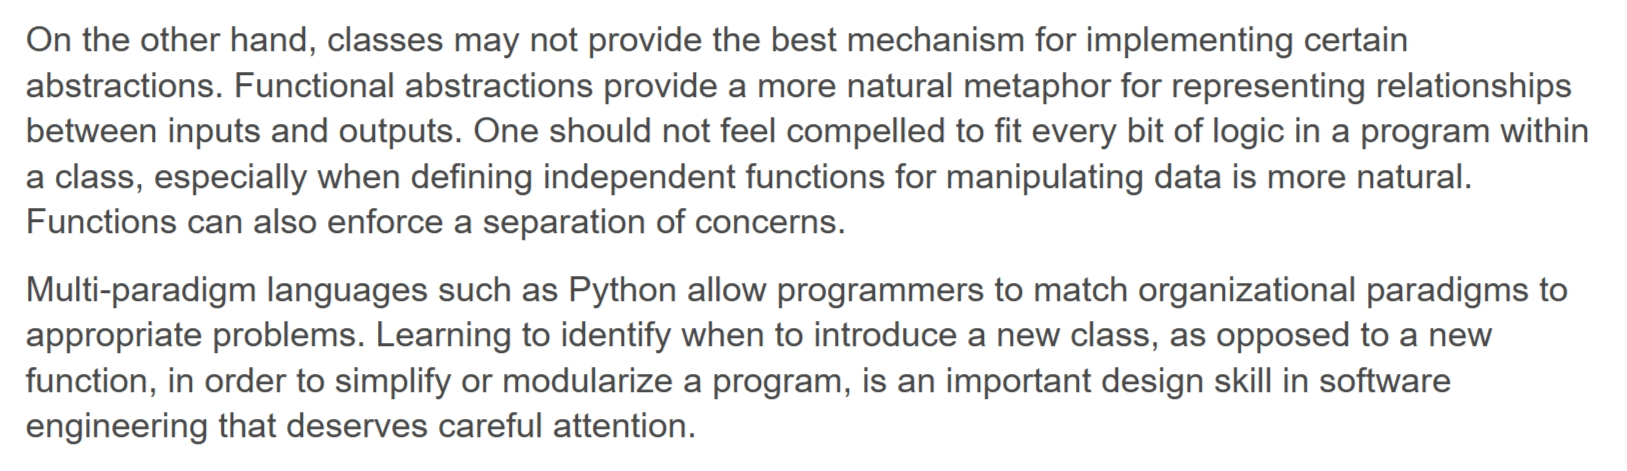 On the other hand, classes may not provide the best mechanism for implementing certain
abstractions. Functional abstractions provide a more natural metaphor for representing relationships
between inputs and outputs. One should not feel compelled to fit every bit of logic in a program within
a class, especially when defining independent functions for manipulating data is more natural.
Functions can also enforce a separation of concerns.
Multi-paradigm languages such as Python allow programmers to match organizational paradigms to
appropriate problems. Learning to identify when to introduce a new class, as opposed to a new
function, in order to simplify or modularize a program, is an important design skill in software
engineering that deserves careful attention.